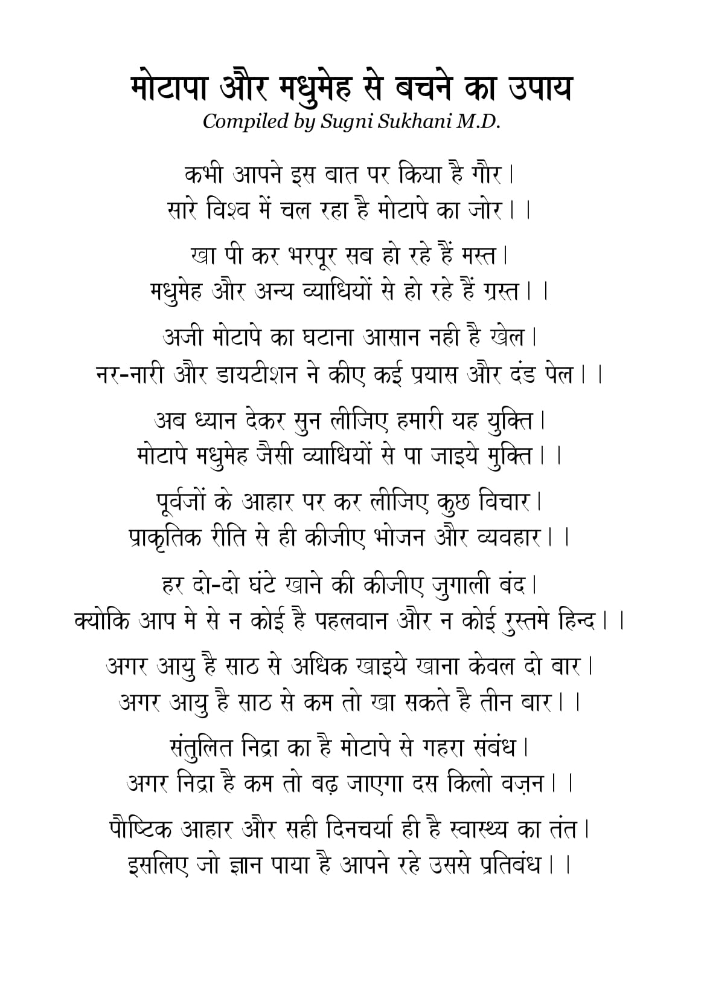 मोटापा और मधुमेह से बचने का उपाय
Compiled by Sugni Sukhani M.D.
कभी आपने इस बात पर किया है गौर।
सारे विश्व में चल रहा है मोटापे का जोर।।
खा पी कर भरपूर सब हो रहे हैं मस्त।
मधुमेह और अन्य व्याधियों से हो रहे हैं ग्रस्त।।
अजी मोटापे का घटाना आसान नही है खेल।
नर-नारी और डायटीशन ने कीए कई प्रयास और दंड पेल।।
अब ध्यान देकर सुन लीजिए हमारी यह युक्ति।
मोटापे मधुमेह जैसी व्याधियों से पा जाइये मुक्ति।।
पूर्वजों के आहार पर कर लीजिए कुछ विचार।
प्राकृतिक रीति से ही कीजीए भोजन और व्यवहार।।
हर दो-दो घंटे खाने की कीजीए जुगाली बंद।
क्योकि आप मे से न कोई है पहलवान और न कोई रुस्तमे हिन्द।।
अगर आयु है साठ से अधिक खाइये खाना केवल दो बार।
अगर आयु है साठ से कम तो खा सकते है तीन बार।।
संतुलित निद्रा का है मोटापे से गहरा संबंध।
अगर निद्रा है कम तो बढ़ जाएगा दस किलो वज़न।।
पौष्टिक आहार और सही दिनचर्या ही है स्वास्थ्य का तंत।
इसलिए जो ज्ञान पाया है आपने रहे उससे प्रतिबंध।।